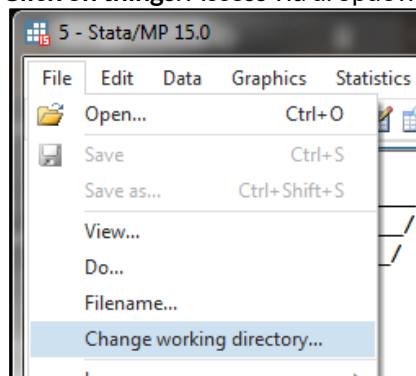 5 - Stata/MP 15.0
File Edit Data Graphics Statistics
Open... Ctrl+O
Save Ctrl+S
Save as... Ctrl+Shift+S
View...
Do...
Filename...
Change working directory...